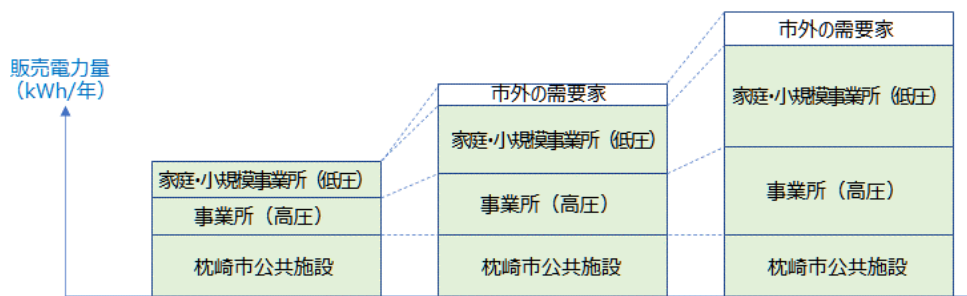 販売電力量
（kWh/年）
家庭・小規模事業所（低圧）
事業所（高圧）
枕崎市公共施設
市外の需要家
家庭・小規模事業所（低圧）
事業所（高圧）
枕崎市公共施設
市外の需要家
家庭・小規模事業所（低圧）
事業所（高圧）
枕崎市公共施設